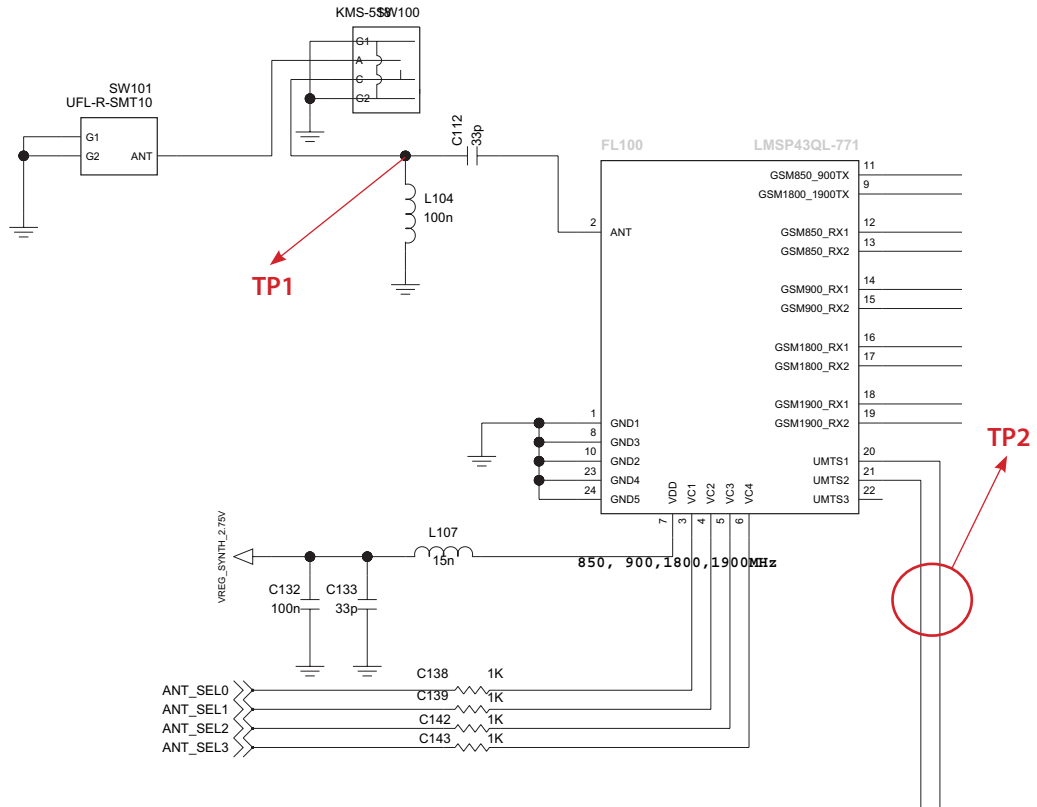 KMS-518 SW100
G1
A
C
G2
SW101
UFL-R-SMT10
G1
G2
ANT
C112
33p
L104
100n
TP1
FL100
LMSP43QL-771
2
ANT
GSM850_900TX
11
GSM1800_1900TX
9
GSM850_RX1
12
GSM850_RX2
13
GSM900_RX1
14
GSM900_RX2
15
GSM1800_RX1
16
GSM1800_RX2
17
GSM1900_RX1
18
GSM1900_RX2
19
UMTS1
20
UMTS2
21
UMTS3
22
TP2
1
GND1
8
GND3
10
GND2
23
GND4
24
GND5
VDD
VC1
VC2
VC3
VC4
7
3
4
5
6
850, 900,1800,1900MHz
VREG_SYNTH_2.75V
L107
15n
C132
100n
C133
33p
ANT_SEL0
C138
1K
ANT_SEL1
C139
1K
ANT_SEL2
C142
1K
ANT_SEL3
C143
1K